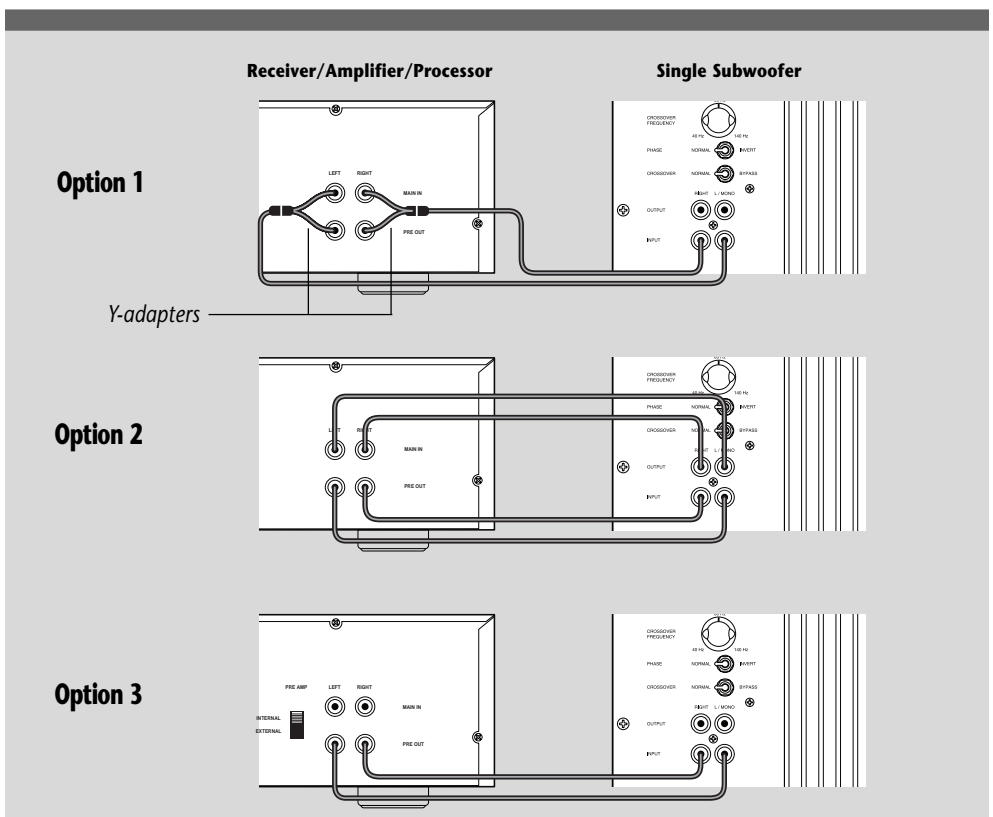 Receiver/Amplifier/Processor
Single Subwoofer
Option 1
LEFT RIGHT
MAIN IN
PRE OUT
Y-adapters
CROSSOVER
FREQUENCY
40 Hz 140 Hz
PHASE NORMAL INVERT
CROSSOVER NORMAL BYPASS
RIGHT L / MONO
OUTPUT
INPUT
Option 2
LEFT RIGHT
MAIN IN
PRE OUT
CROSSOVER
FREQUENCY
40 Hz 140 Hz
PHASE NORMAL INVERT
CROSSOVER NORMAL BYPASS
RIGHT L / MONO
OUTPUT
INPUT
Option 3
PRE AMP LEFT RIGHT
MAIN IN
INTERNAL
EXTERNAL
PRE OUT
CROSSOVER
FREQUENCY
40 Hz 140 Hz
PHASE NORMAL INVERT
CROSSOVER NORMAL BYPASS
RIGHT L / MONO
OUTPUT
INPUT